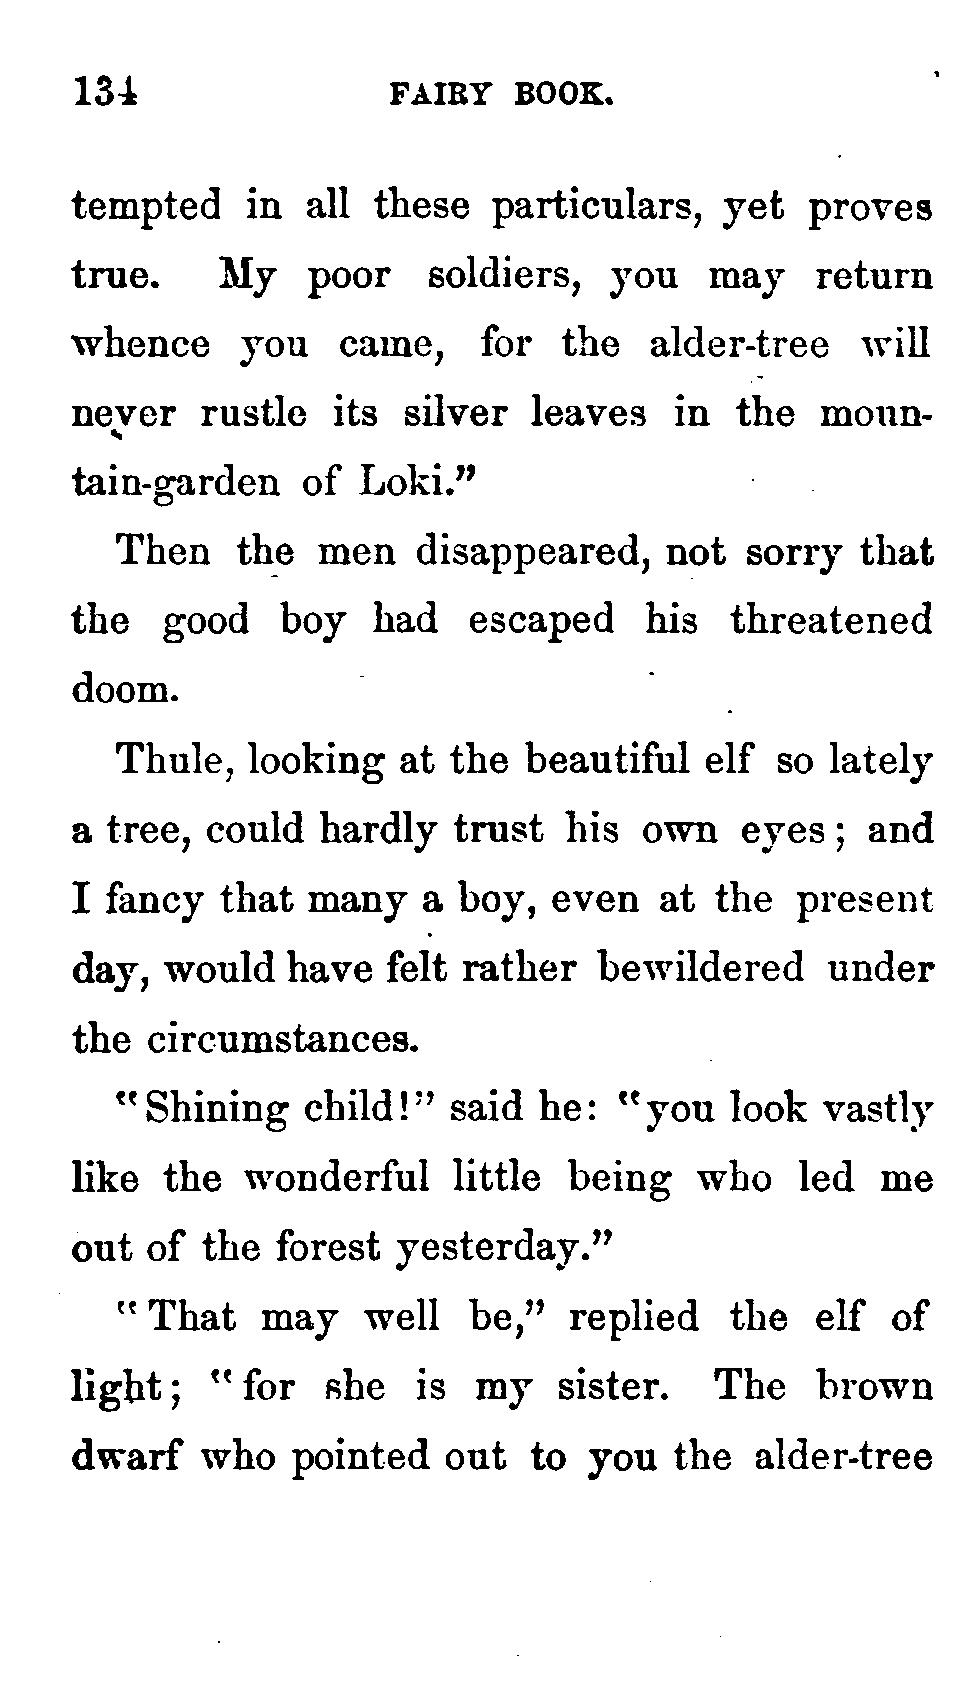 134 FAIRY BOOK.
tempted in all these particulars, yet proves
true. My poor soldiers, you may return
whence you came, for the alder-tree will
never rustle its silver leaves in the moun-
tain-garden of Loki."
Then the men disappeared, not sorry that
the good boy had escaped his threatened
doom.
Thule, looking at the beautiful elf so lately
a tree, could hardly trust his own eyes; and
I fancy that many a boy, even at the present
day, would have felt rather bewildered under
the circumstances.
"Shining child!" said he: "you look vastly
like the wonderful little being who led me
out of the forest yesterday."
"That may well be," replied the elf of
light; "for she is my sister. The brown
dwarf who pointed out to you the alder-tree